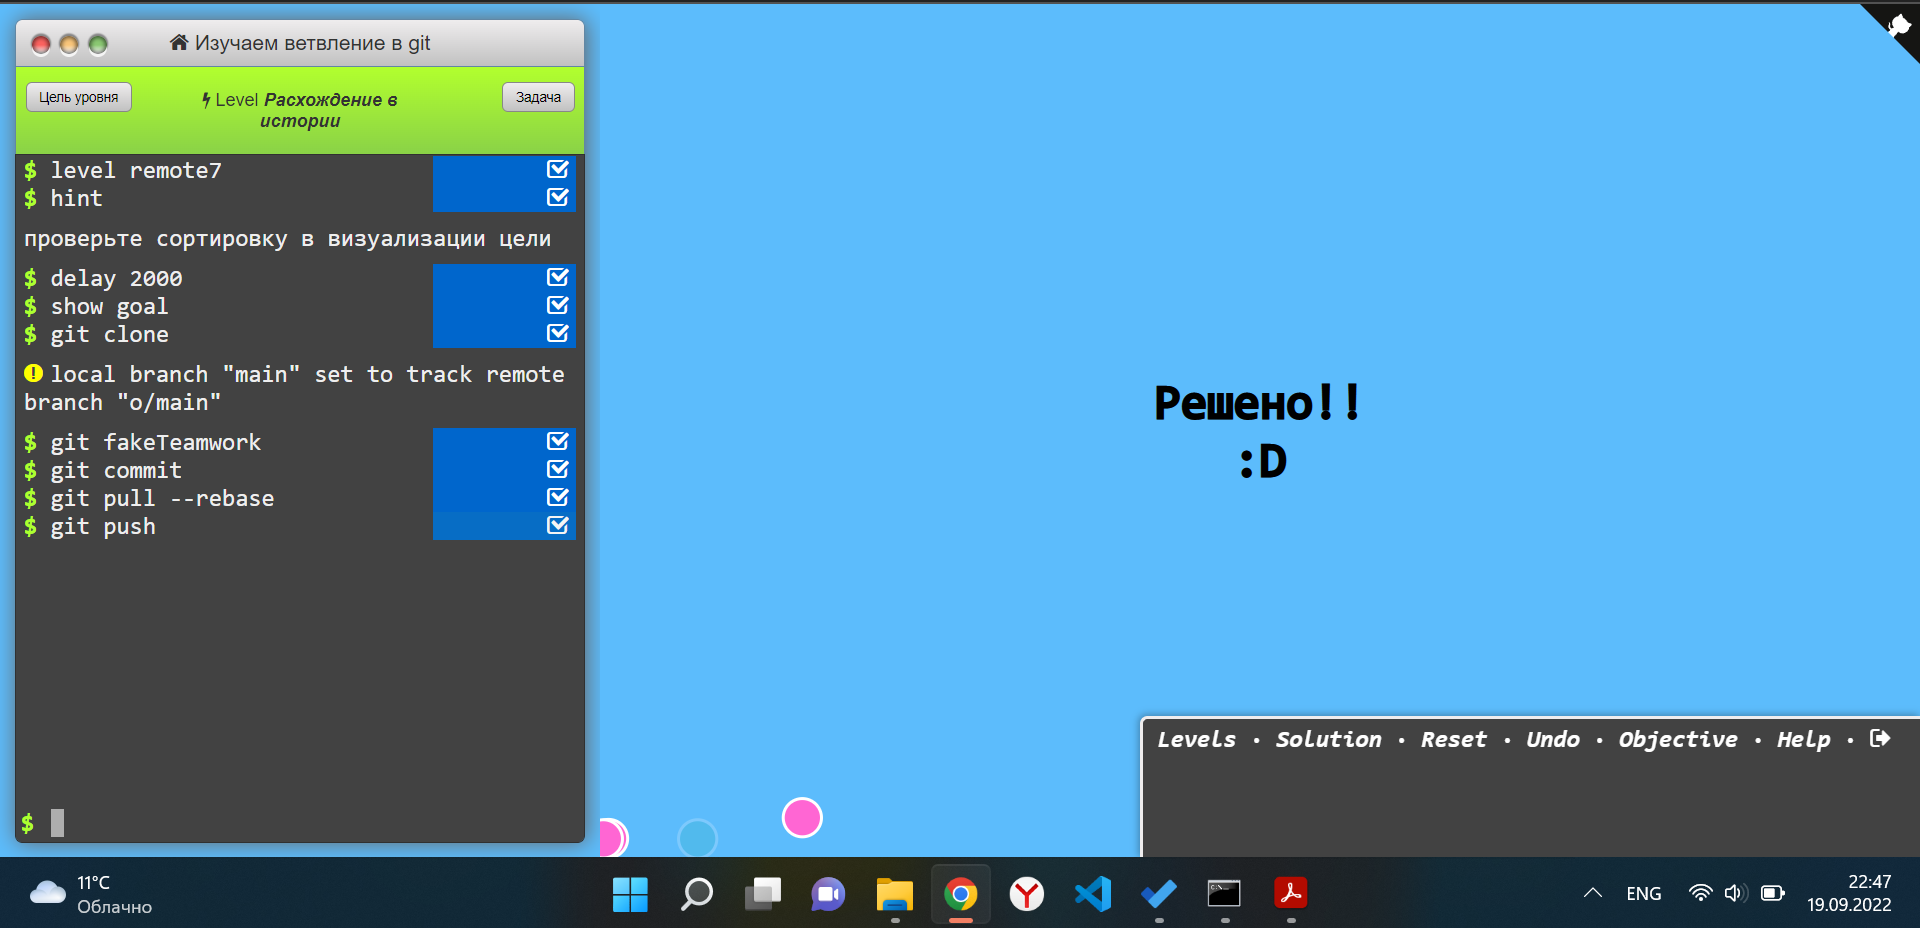 Изучаем ветвление в git
Цель уровня
Level Расхождение в
истории
Задача
$ level remote7
$ hint
проверьте сортировку в визуализации цели
$ delay 2000
$ show goal
$ git clone
local branch "main" set to track remote
branch "o/main"
$ git fakeTeamwork
$ git commit
$ git pull --rebase
$ git push
$
Решено!!
:D
Levels · Solution · Reset · Undo · Objective · Help ·
11°C
Облачно
ENG
22:47
19.09.2022